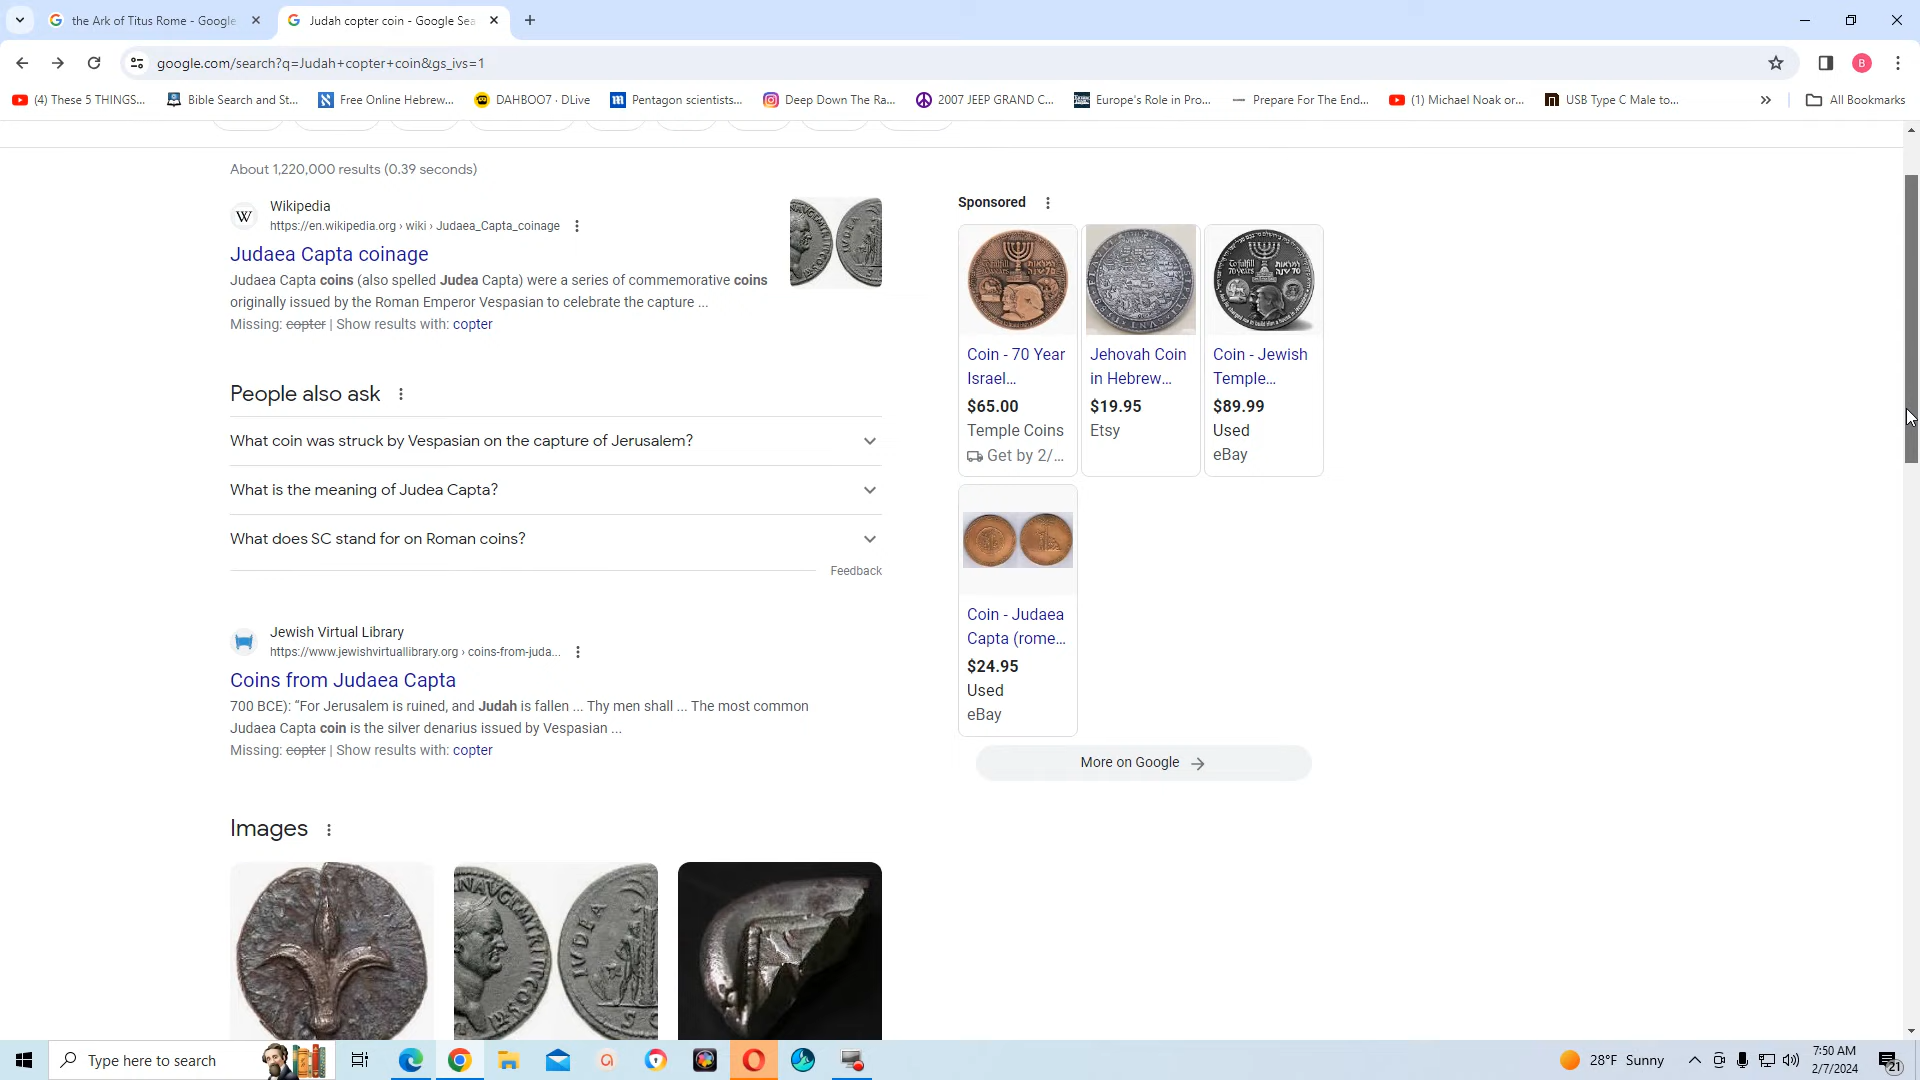 the Ark of Titus Rome - Google
Judah copter coin - Google Sea
google.com/search?q=Judah+copter+coin&gs_ivs=1
B
(4) These 5 THINGS...
Bible Search and St...
Free Online Hebrew...
DAHBOO7 · DLive
Pentagon scientists...
Deep Down The Ra...
2007 JEEP GRAND C...
Europe's Role in Pro...
Prepare For The End...
(1) Michael Noak or...
USB Type C Male to...
All Bookmarks
About 1,220,000 results (0.39 seconds)
W
Wikipedia
https://en.wikipedia.org › wiki › Judaea_Capta_coinage
Judaea Capta coinage
Judaea Capta coins (also spelled Judea Capta) were a series of commemorative coins
originally issued by the Roman Emperor Vespasian to celebrate the capture ...
Missing: copter | Show results with: copter
People also ask
What coin was struck by Vespasian on the capture of Jerusalem?
What is the meaning of Judea Capta?
What does SC stand for on Roman coins?
Feedback
Jewish Virtual Library
https://www.jewishvirtuallibrary.org › coins-from-juda...
Coins from Judaea Capta
700 BCE): “For Jerusalem is ruined, and Judah is fallen ... Thy men shall ... The most common
Judaea Capta coin is the silver denarius issued by Vespasian ...
Missing: copter | Show results with: copter
Images
IVDEA
Sponsored
Coin - 70 Year
Israel...
$65.00
Temple Coins
Get by 2/...
Jehovah Coin
in Hebrew...
$19.95
Etsy
To fulfill
70 years
Coin - Jewish
Temple...
$89.99
Used
eBay
Coin - Judaea
Capta (rome...
$24.95
Used
eBay
More on Google
Type here to search
28°F Sunny
7:50 AM
2/7/2024
21